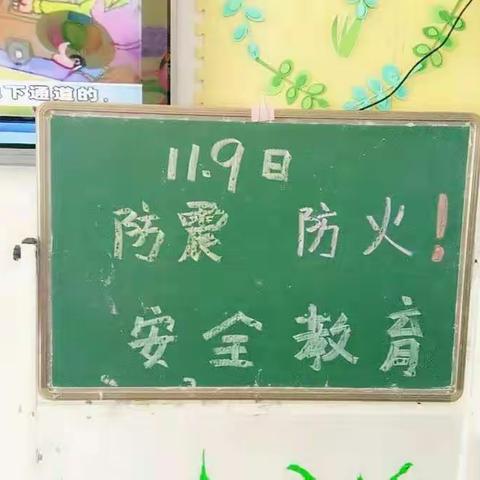 下通道的，
11.9日
防震 防火！
安全教育